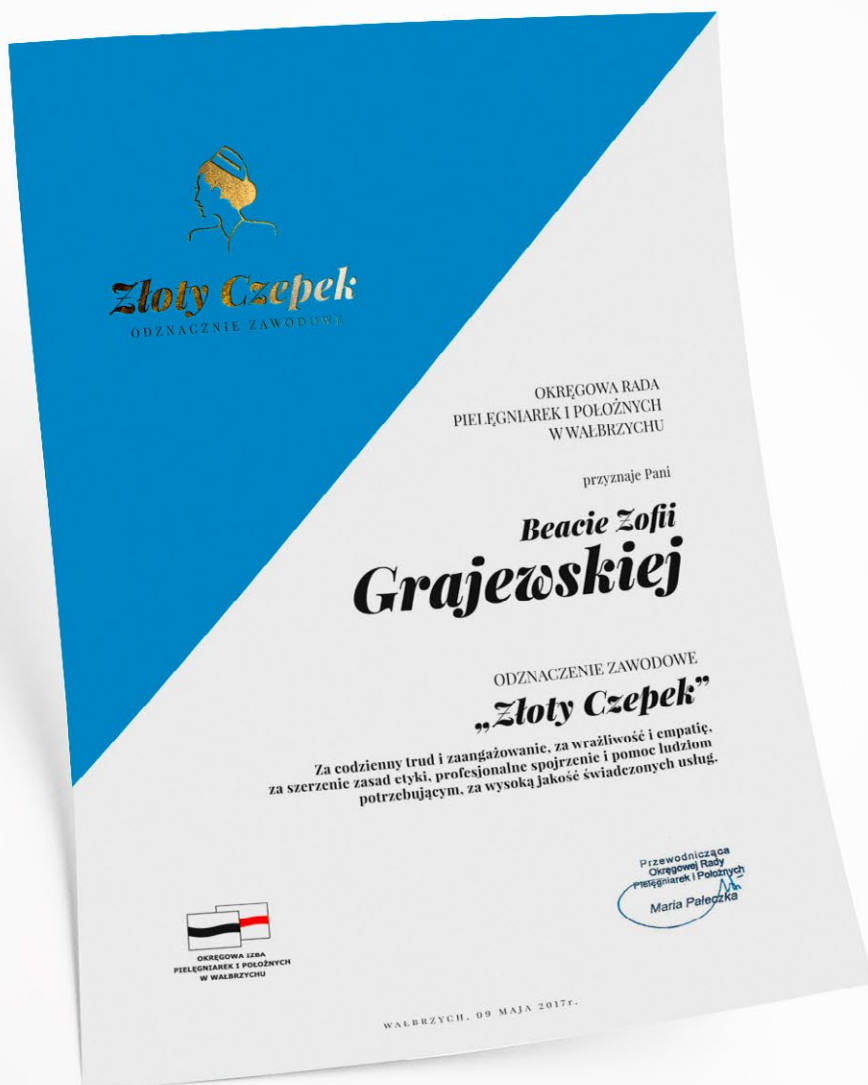 Złoty Czepek
ODZNACZNIE ZAWODOWE
OKRĘGOWA RADA
PIELĘGNIAREK I POŁOŻNYCH
W WAŁBRZYCHU
przyznaje Pani
Beacie Zofii
Grajewskiej
ODZNACZENIE ZAWODOWE
„Złoty Czepek”
Za codzienny trud i zaangażowanie, za wrażliwość i empatię,
za szerzenie zasad etyki, profesjonalne spojrzenie i pomoc ludziom
potrzebującym, za wysoką jakość świadczonych usług.
Przewodnicząca
Okręgowej Rady
Pielęgniarek i Położnych
Maria Pałeczka
OKRĘGOWA IZBA
PIELĘGNIAREK I POŁOŻNYCH
W WAŁBRZYCHU
WAŁBRZYCH, 09 MAJA 2017r.